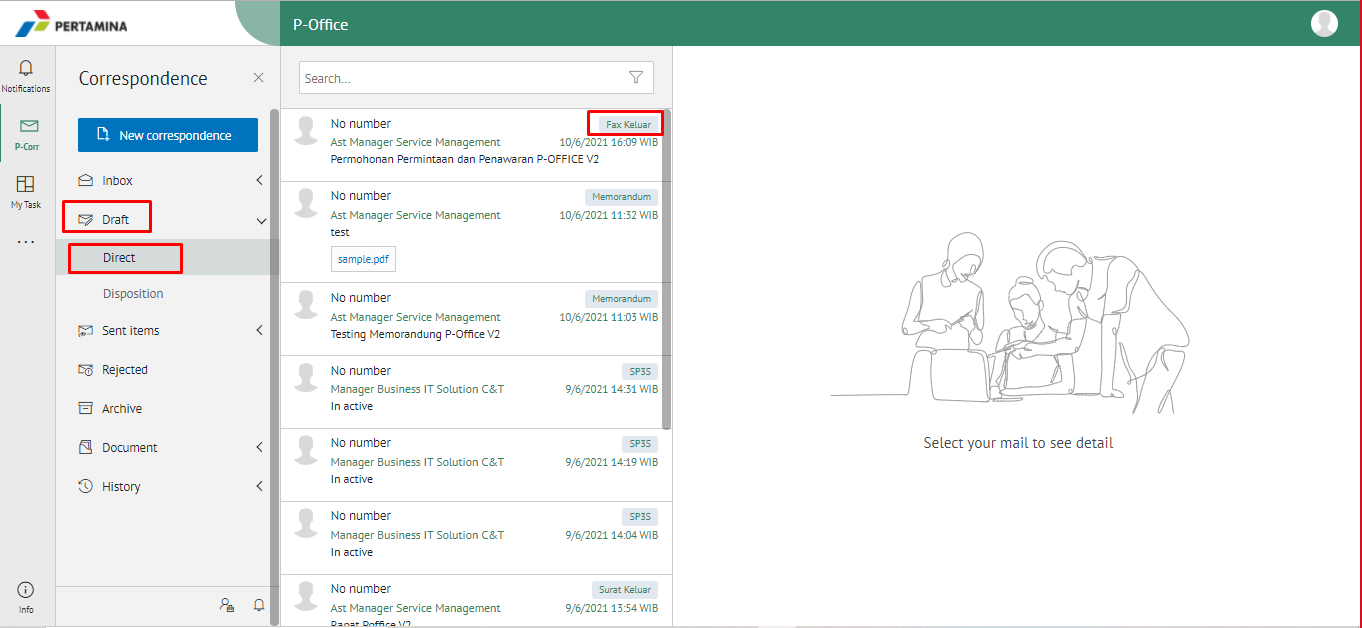 PERTAMINA
P-Office
Notifications
P-Corr
My Task
Info
Correspondence
New correspondence
Inbox
Draft
Direct
Disposition
Sent items
Rejected
Archive
Document
History
Search...
No number
Fax Keluar
Ast Manager Service Management
10/6/2021 16:09 WIB
Permohonan Permintaan dan Penawaran P-OFFICE V2
No number
Memorandum
Ast Manager Service Management
10/6/2021 11:32 WIB
test
sample.pdf
No number
Memorandum
Ast Manager Service Management
10/6/2021 11:03 WIB
Testing Memorandung P-Office V2
No number
SP3S
Manager Business IT Solution C&T
9/6/2021 14:31 WIB
In active
No number
SP3S
Manager Business IT Solution C&T
9/6/2021 14:19 WIB
In active
No number
SP3S
Manager Business IT Solution C&T
9/6/2021 14:04 WIB
In active
No number
Surat Keluar
Ast Manager Service Management
9/6/2021 13:54 WIB
Rapat Poffice V2
Select your mail to see detail